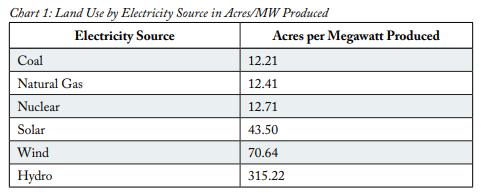 Chart 1: Land Use by Electricity Source in Acres/MW Produced
Electricity Source Acres per Megawatt Produced
Coal 12.21
Natural Gas 12.41
Nuclear 12.71
Solar 43.50
Wind 70.64
Hydro 315.22